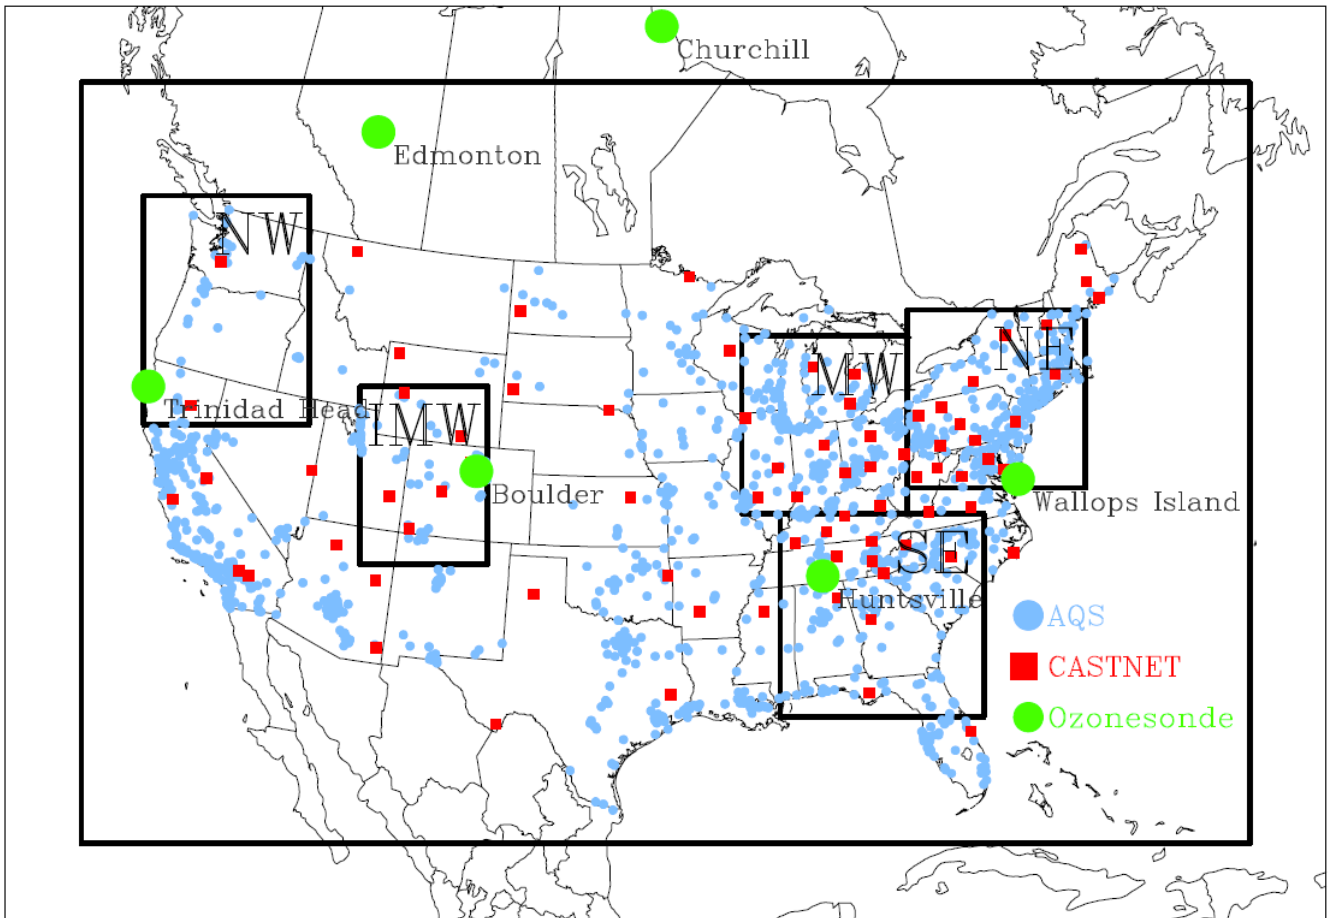 Churchill
Edmonton
NW
NE
MW
Trinidad Head
IMW
Boulder
Wallops Island
SE
Huntsville
AQS
CASTNET
Ozonesonde